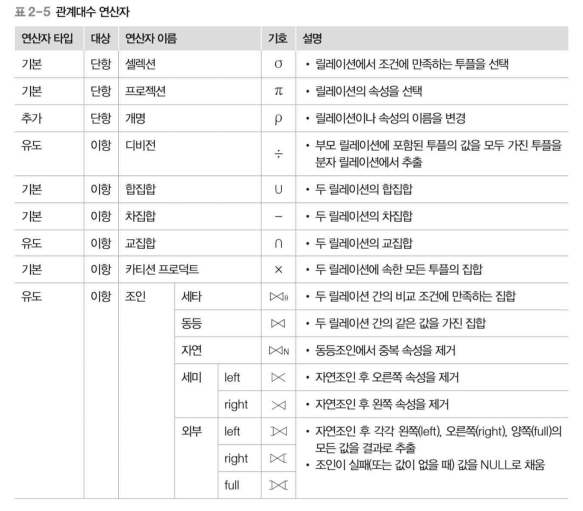 표 2-5 관계대수 연산자
연산자 타입 대상 연산자 이름 기호 설명
기본 단항 셀렉션 σ • 릴레이션에서 조건에 만족하는 투플을 선택
기본 단항 프로젝션 π • 릴레이션의 속성을 선택
추가 단항 개명 ρ • 릴레이션이나 속성의 이름을 변경
유도 이항 디비전 ÷ • 부모 릴레이션에 포함된 투플의 값을 모두 가진 투플을
분자 릴레이션에서 추출
기본 이항 합집합 ∪ • 두 릴레이션의 합집합
기본 이항 차집합 − • 두 릴레이션의 차집합
유도 이항 교집합 ∩ • 두 릴레이션의 교집합
기본 이항 카티션 프로덕트 × • 두 릴레이션에 속한 모든 투플의 집합
유도 이항 조인 세타 ⋈θ • 두 릴레이션 간의 비교 조건에 만족하는 집합
동등 ⋈ • 두 릴레이션 간의 같은 값을 가진 집합
자연 ⋈N • 동등조인에서 중복 속성을 제거
세미 left ⋉ • 자연조인 후 오른쪽 속성을 제거
right ⋊ • 자연조인 후 왼쪽 속성을 제거
외부 left ⟕ • 자연조인 후 각각 왼쪽(left), 오른쪽(right), 양쪽(full)의
모든 값을 결과로 추출
right ⟖ • 조인이 실패(또는 값이 없을 때) 값을 NULL로 채움
full ⟗